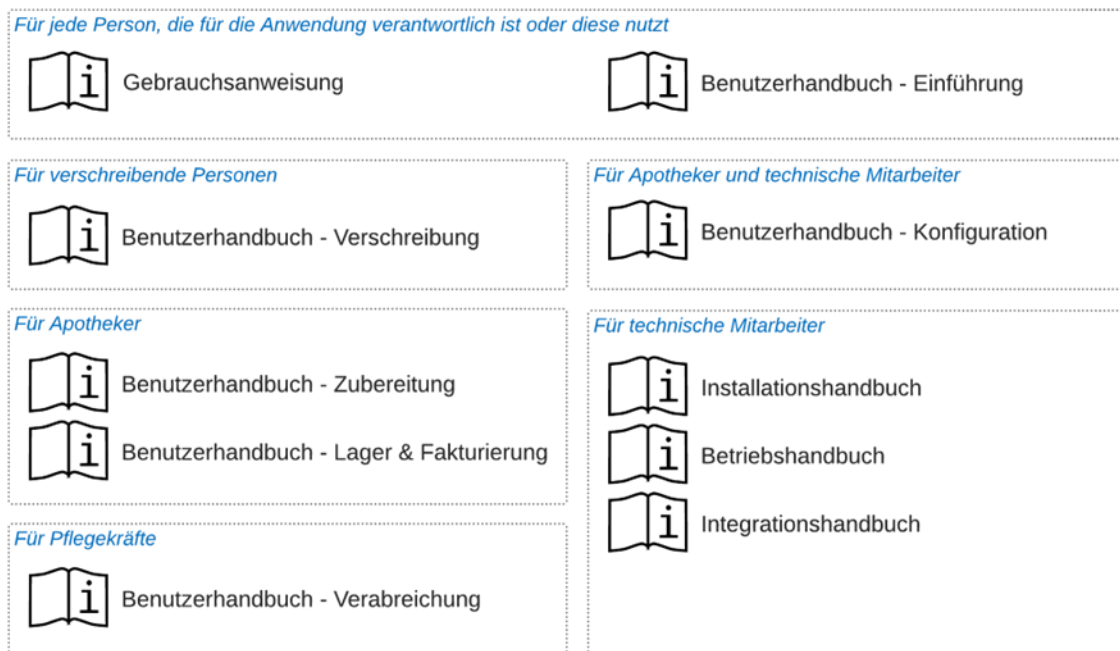 Für jede Person, die für die Anwendung verantwortlich ist oder diese nutzt
Gebrauchsanweisung
Benutzerhandbuch - Einführung
Für verschreibende Personen
Benutzerhandbuch - Verschreibung
Für Apotheker und technische Mitarbeiter
Benutzerhandbuch - Konfiguration
Für Apotheker
Benutzerhandbuch - Zubereitung
Benutzerhandbuch - Lager & Fakturierung
Für technische Mitarbeiter
Installationshandbuch
Betriebshandbuch
Integrationshandbuch
Für Pflegekräfte
Benutzerhandbuch - Verabreichung